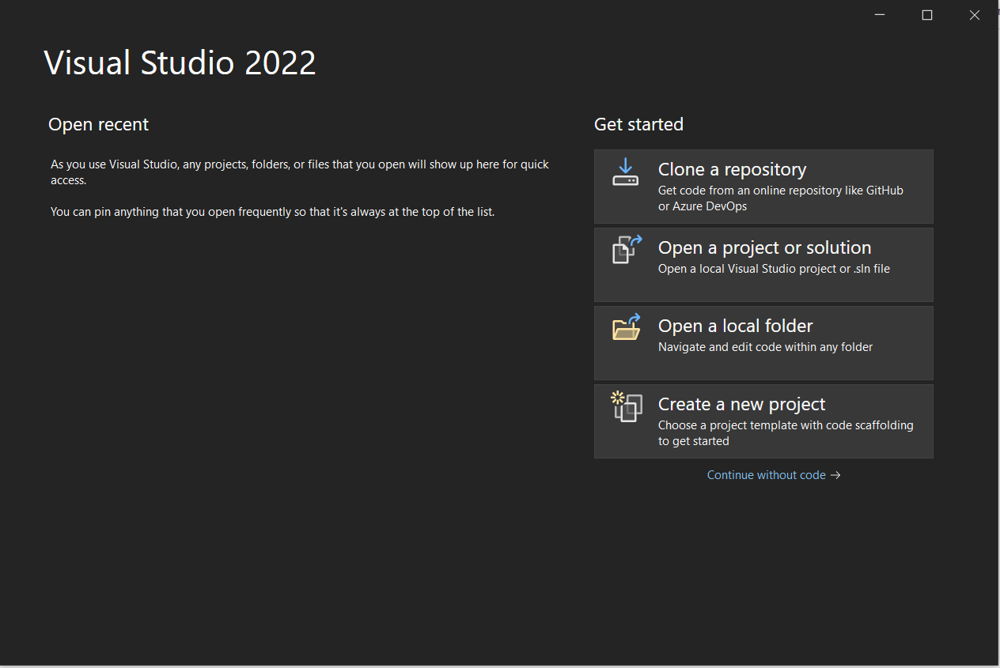 Visual Studio 2022
Open recent
As you use Visual Studio, any projects, folders, or files that you open will show up here for quick
access.
You can pin anything that you open frequently so that it's always at the top of the list.
Get started
Clone a repository
Get code from an online repository like GitHub
or Azure DevOps
Open a project or solution
Open a local Visual Studio project or .sln file
Open a local folder
Navigate and edit code within any folder
Create a new project
Choose a project template with code scaffolding
to get started
Continue without code →